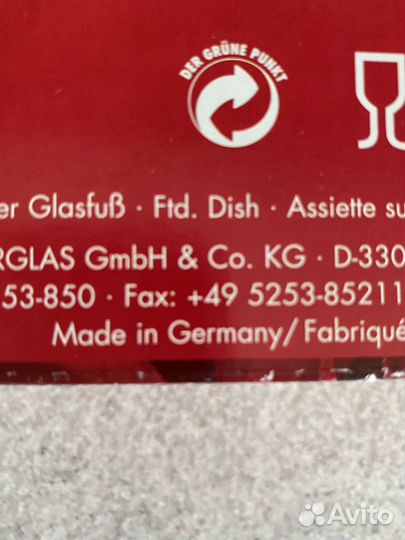 DER GRÜNE PUNKT
er Glasfuß · Ftd. Dish · Assiette su
RGLAS GmbH & Co. KG · D-330
53-850 · Fax: +49 5253-85211
Made in Germany/Fabriqué
Avito